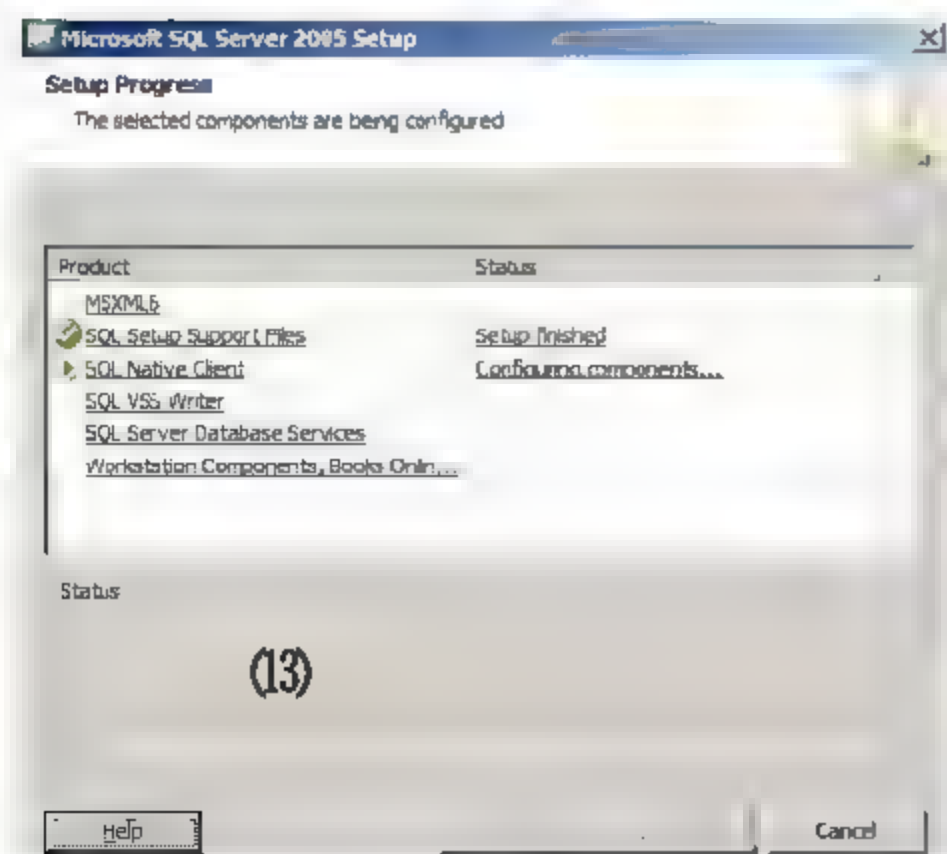 Microsoft SQL Server 2005 Setup
Setup Progress
The selected components are being configured
Product Status
MSXML6
SQL Setup Support Files Setup finished
SQL Native Client Configuring components...
SQL VSS Writer
SQL Server Database Services
Workstation Components, Books Onlin...
Status
(13)
Help Cancel